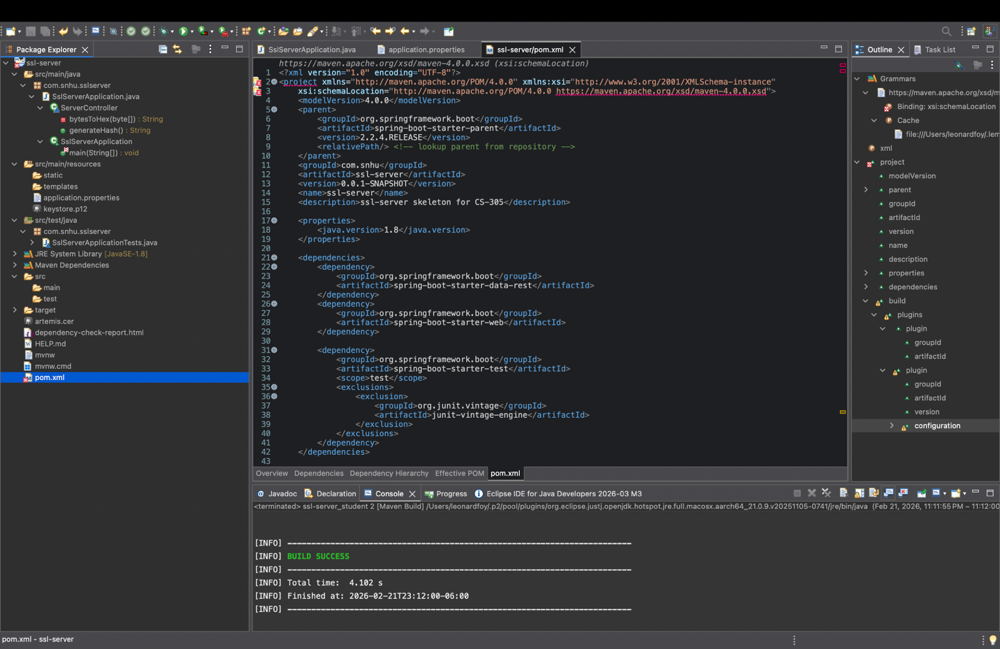 Package Explorer
ssl-server
src/main/java
com.snhu.sslserver
SslServerApplication.java
ServerController
bytesToHex(byte[]) : String
generateHash() : String
SslServerApplication
main(String[]) : void
src/main/resources
static
templates
application.properties
keystore.p12
src/test/java
com.snhu.sslserver
SslServerApplicationTests.java
JRE System Library [JavaSE-1.8]
Maven Dependencies
src
main
test
target
artemis.cer
dependency-check-report.html
HELP.md
mvnw
mvnw.cmd
pom.xml
SslServerApplication.java
application.properties
ssl-server/pom.xml
https://maven.apache.org/xsd/maven-4.0.0.xsd (xsi:schemaLocation)
1 <?xml version="1.0" encoding="UTF-8"?>
2 <project xmlns="http://maven.apache.org/POM/4.0.0" xmlns:xsi="http://www.w3.org/2001/XMLSchema-instance"
3 xsi:schemaLocation="http://maven.apache.org/POM/4.0.0 https://maven.apache.org/xsd/maven-4.0.0.xsd">
4 <modelVersion>4.0.0</modelVersion>
5 <parent>
6 <groupId>org.springframework.boot</groupId>
7 <artifactId>spring-boot-starter-parent</artifactId>
8 <version>2.2.4.RELEASE</version>
9 <relativePath/> <!-- lookup parent from repository -->
10 </parent>
11 <groupId>com.snhu</groupId>
12 <artifactId>ssl-server</artifactId>
13 <version>0.0.1-SNAPSHOT</version>
14 <name>ssl-server</name>
15 <description>ssl-server skeleton for CS-305</description>
16
17 <properties>
18 <java.version>1.8</java.version>
19 </properties>
20
21 <dependencies>
22 <dependency>
23 <groupId>org.springframework.boot</groupId>
24 <artifactId>spring-boot-starter-data-rest</artifactId>
25 </dependency>
26 <dependency>
27 <groupId>org.springframework.boot</groupId>
28 <artifactId>spring-boot-starter-web</artifactId>
29 </dependency>
30
31 <dependency>
32 <groupId>org.springframework.boot</groupId>
33 <artifactId>spring-boot-starter-test</artifactId>
34 <scope>test</scope>
35 <exclusions>
36 <exclusion>
37 <groupId>org.junit.vintage</groupId>
38 <artifactId>junit-vintage-engine</artifactId>
39 </exclusion>
40 </exclusions>
41 </dependency>
42 </dependencies>
43
Overview Dependencies Dependency Hierarchy Effective POM pom.xml
Outline
Task List
Grammars
https://maven.apache.org/xsd/m
Binding: xsi:schemaLocation
Cache
file:///Users/leonardfoy/.lem
xml
project
modelVersion
parent
groupId
artifactId
version
name
description
properties
dependencies
build
plugins
plugin
groupId
artifactId
plugin
groupId
artifactId
version
configuration
Javadoc Declaration Console Progress Eclipse IDE for Java Developers 2026-03 M3
<terminated> ssl-server_student 2 [Maven Build] /Users/leonardfoy/.p2/pool/plugins/org.eclipse.justj.openjdk.hotspot.jre.full.macosx.aarch64_21.0.9.v20251105-0741/jre/bin/java (Feb 21, 2026, 11:11:55 PM – 11:12:00
[INFO] ------------------------------------------------------------------------
[INFO] BUILD SUCCESS
[INFO] ------------------------------------------------------------------------
[INFO] Total time:  4.102 s
[INFO] Finished at: 2026-02-21T23:12:00-06:00
[INFO] ------------------------------------------------------------------------
pom.xml - ssl-server